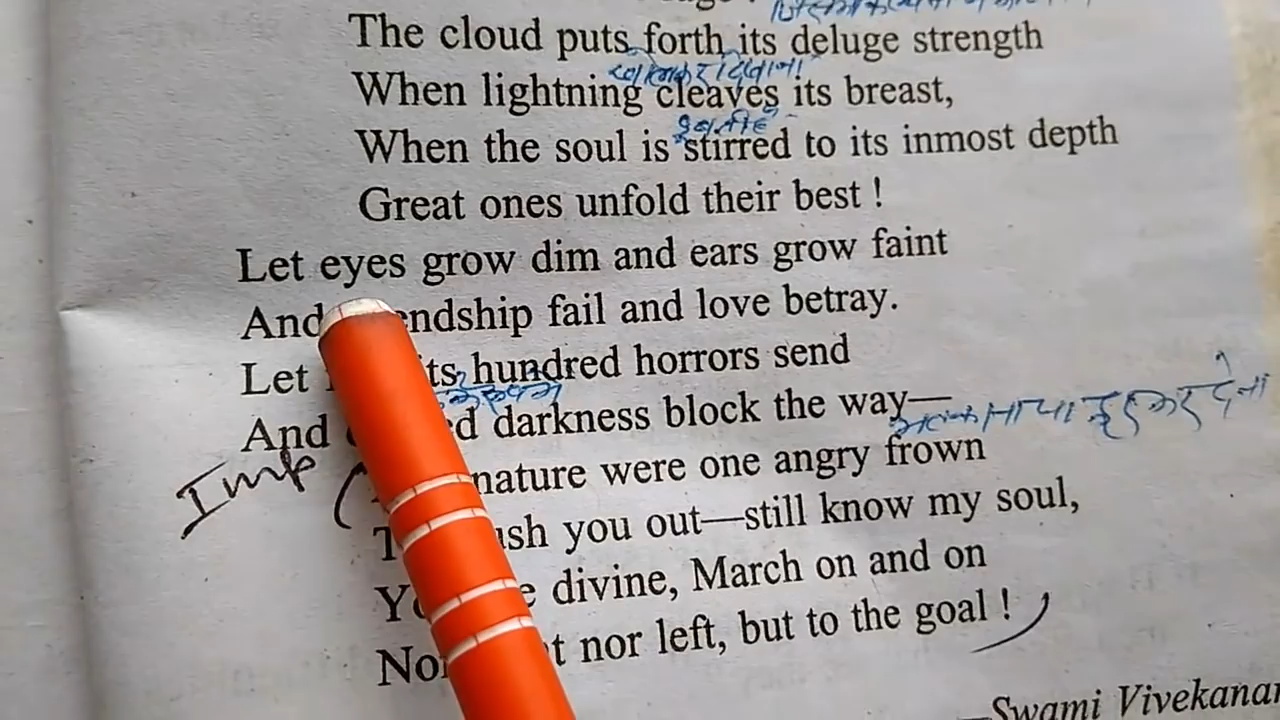 The cloud puts forth its deluge strength
When lightning cleaves its breast,
When the soul is stirred to its inmost depth
Great ones unfold their best !
Let eyes grow dim and ears grow faint
And endship fail and love betray.
Let its hundred horrors send
And d darkness block the way—
Imp
nature were one angry frown
T ush you out—still know my soul,
Yo e divine, March on and on
No t nor left, but to the goal !
—Swami Vivekanan